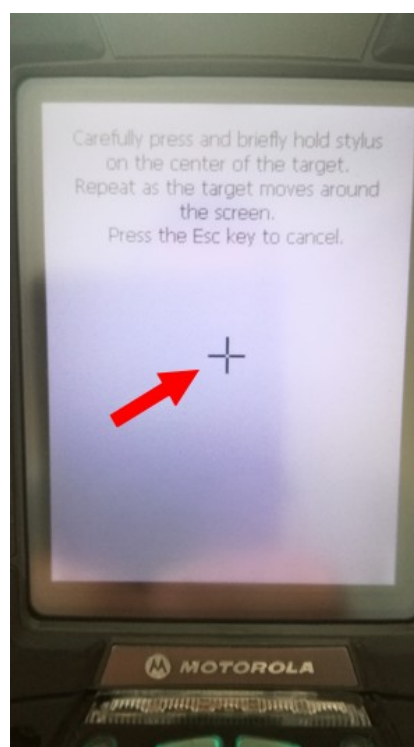 Carefully press and briefly hold stylus
on the center of the target.
Repeat as the target moves around
the screen.
Press the Esc key to cancel.
MOTOROLA